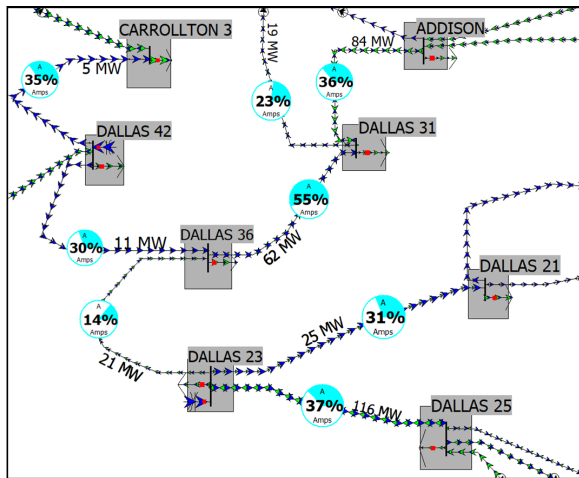 CARROLLTON 3
19 MW
ADDISON
84 MW
A
35%
Amps
5 MW
A
23%
Amps
A
36%
Amps
DALLAS 42
DALLAS 31
A
55%
Amps
A
30%
Amps
11 MW
DALLAS 36
62 MW
DALLAS 21
A
14%
Amps
21 MW
25 MW
A
31%
Amps
DALLAS 23
A
37%
Amps
116 MW
DALLAS 25